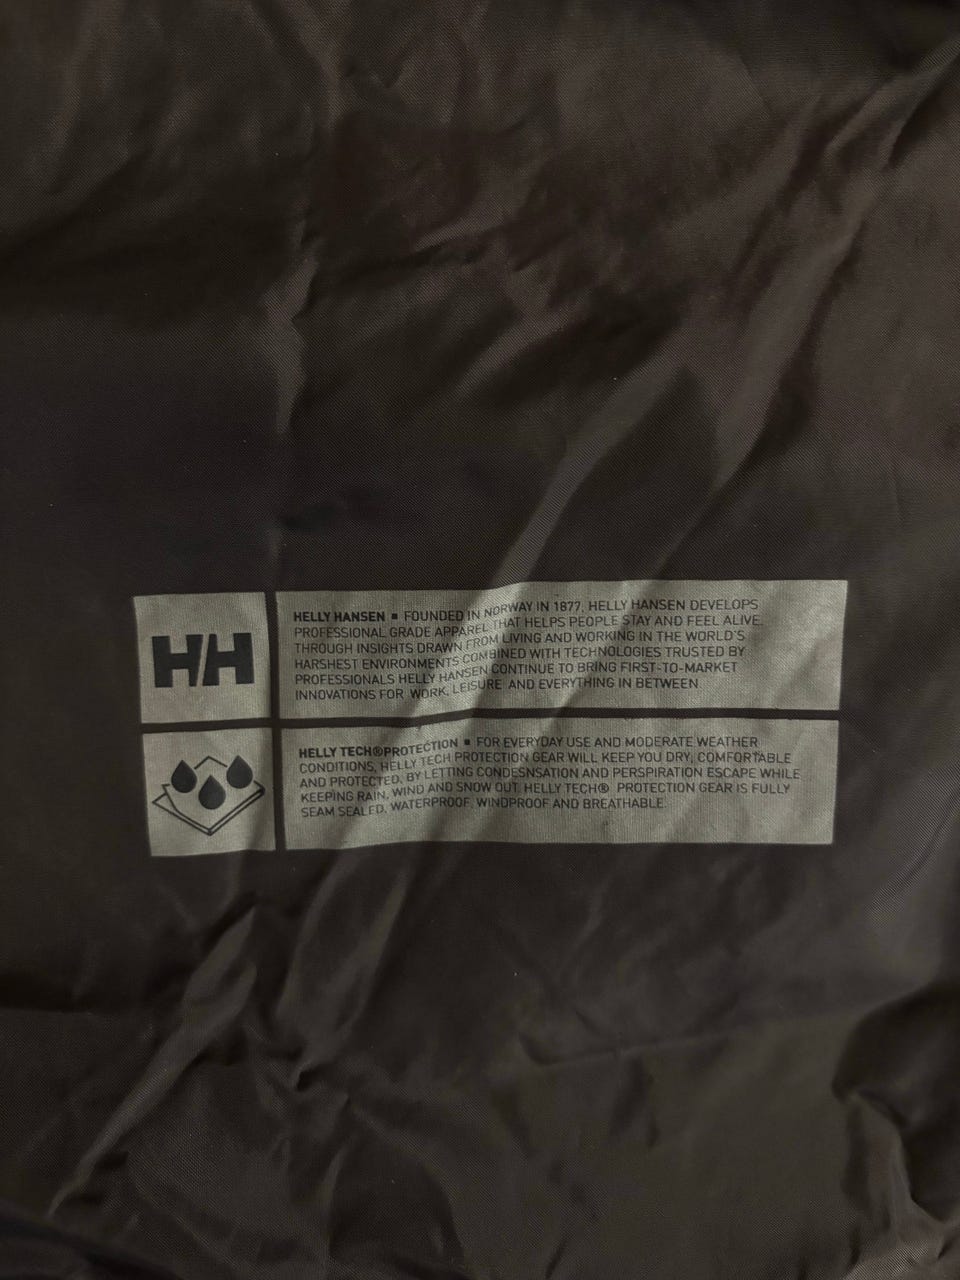 HH
HELLY HANSEN ▪ FOUNDED IN NORWAY IN 1877, HELLY HANSEN DEVELOPS
PROFESSIONAL GRADE APPAREL THAT HELPS PEOPLE STAY AND FEEL ALIVE.
THROUGH INSIGHTS DRAWN FROM LIVING AND WORKING IN THE WORLD'S
HARSHEST ENVIRONMENTS COMBINED WITH TECHNOLOGIES TRUSTED BY
PROFESSIONALS HELLY HANSEN CONTINUE TO BRING FIRST-TO-MARKET
INNOVATIONS FOR WORK, LEISURE AND EVERYTHING IN BETWEEN.
HELLY TECH®PROTECTION ▪ FOR EVERYDAY USE AND MODERATE WEATHER
CONDITIONS, HELLY TECH PROTECTION GEAR WILL KEEP YOU DRY, COMFORTABLE
AND PROTECTED. BY LETTING CONDESNSATION AND PERSPIRATION ESCAPE WHILE
KEEPING RAIN, WIND AND SNOW OUT. HELLY TECH® PROTECTION GEAR IS FULLY
SEAM SEALED, WATERPROOF, WINDPROOF AND BREATHABLE.